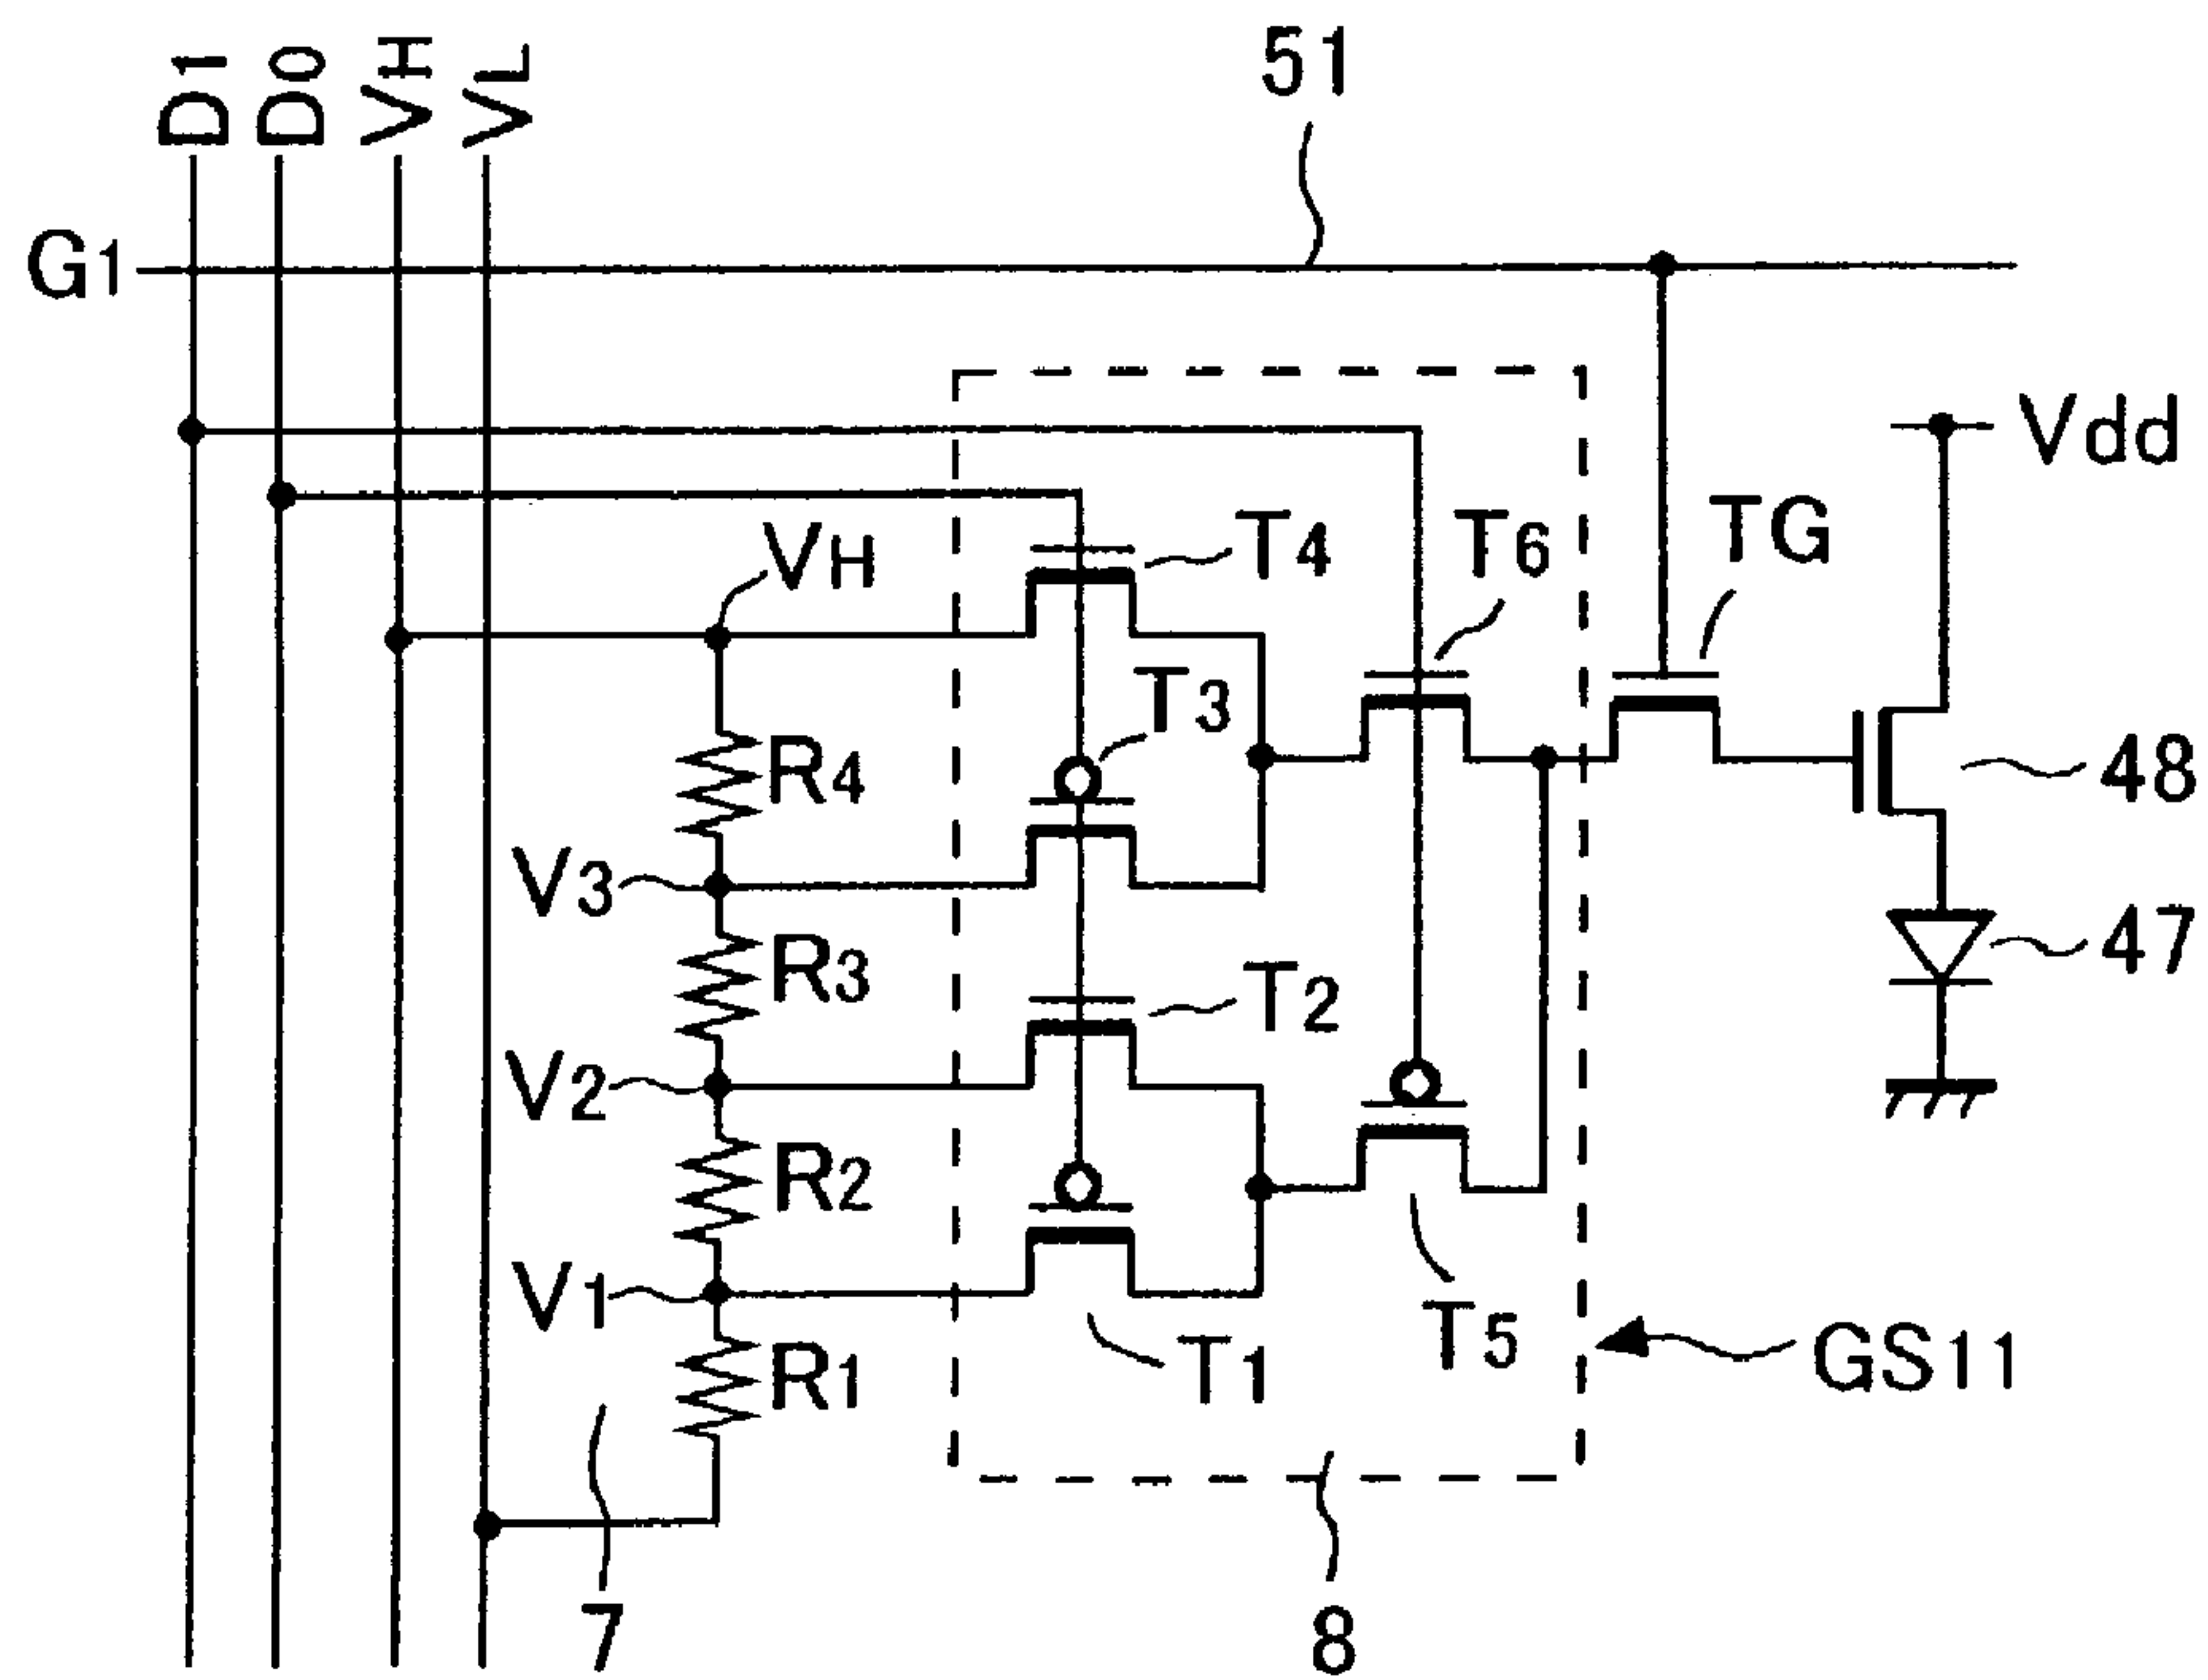 D1
D0
VH
VL
51
G1
Vdd
VH
T4
T6
TG
T3
R4
48
V3
R3
47
T2
V2
R2
V1
R1
T1
T5
GS11
7
8